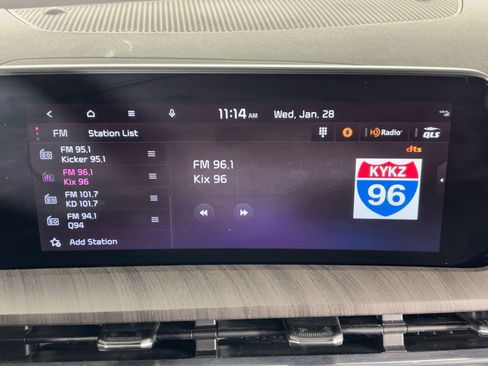 11:14 AM Wed, Jan. 28
FM Station List
HD Radio QLS
FM 95.1
Kicker 95.1
FM 96.1
Kix 96
FM 101.7
KD 101.7
FM 94.1
Q94
Add Station
FM 96.1
Kix 96
dts
KYKZ
96